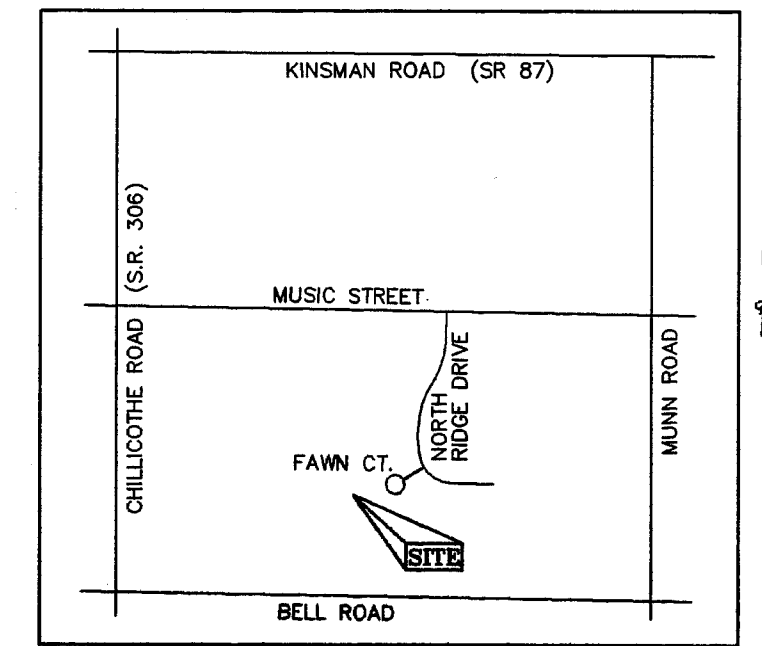 KINSMAN ROAD (SR 87)
(S.R. 306)
MUSIC STREET
CHILLICOTHE ROAD
NORTH
RIDGE DRIVE
MUNN ROAD
FAWN CT.
SITE
BELL ROAD